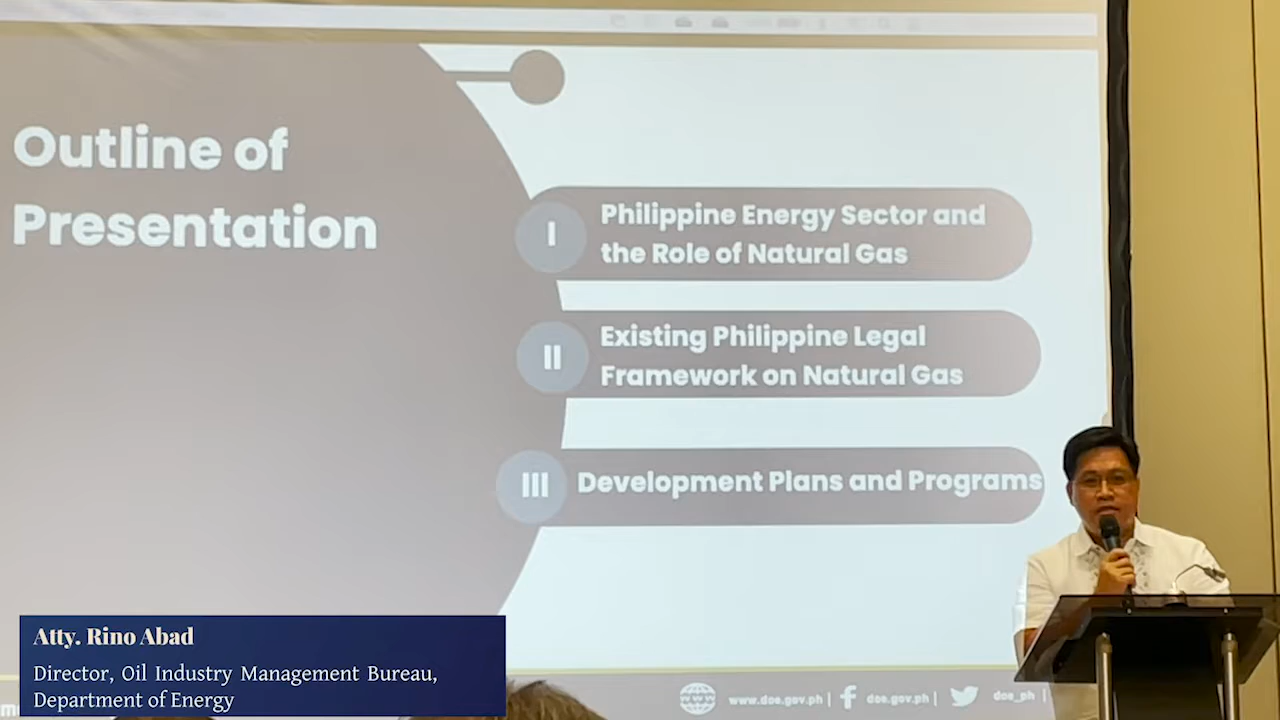 Outline of
Presentation
I
Philippine Energy Sector and
the Role of Natural Gas
II
Existing Philippine Legal
Framework on Natural Gas
III
Development Plans and Programs
Atty. Rino Abad
Director, Oil Industry Management Bureau,
Department of Energy
www.doe.gov.ph | doe.gov.ph | doe_ph |